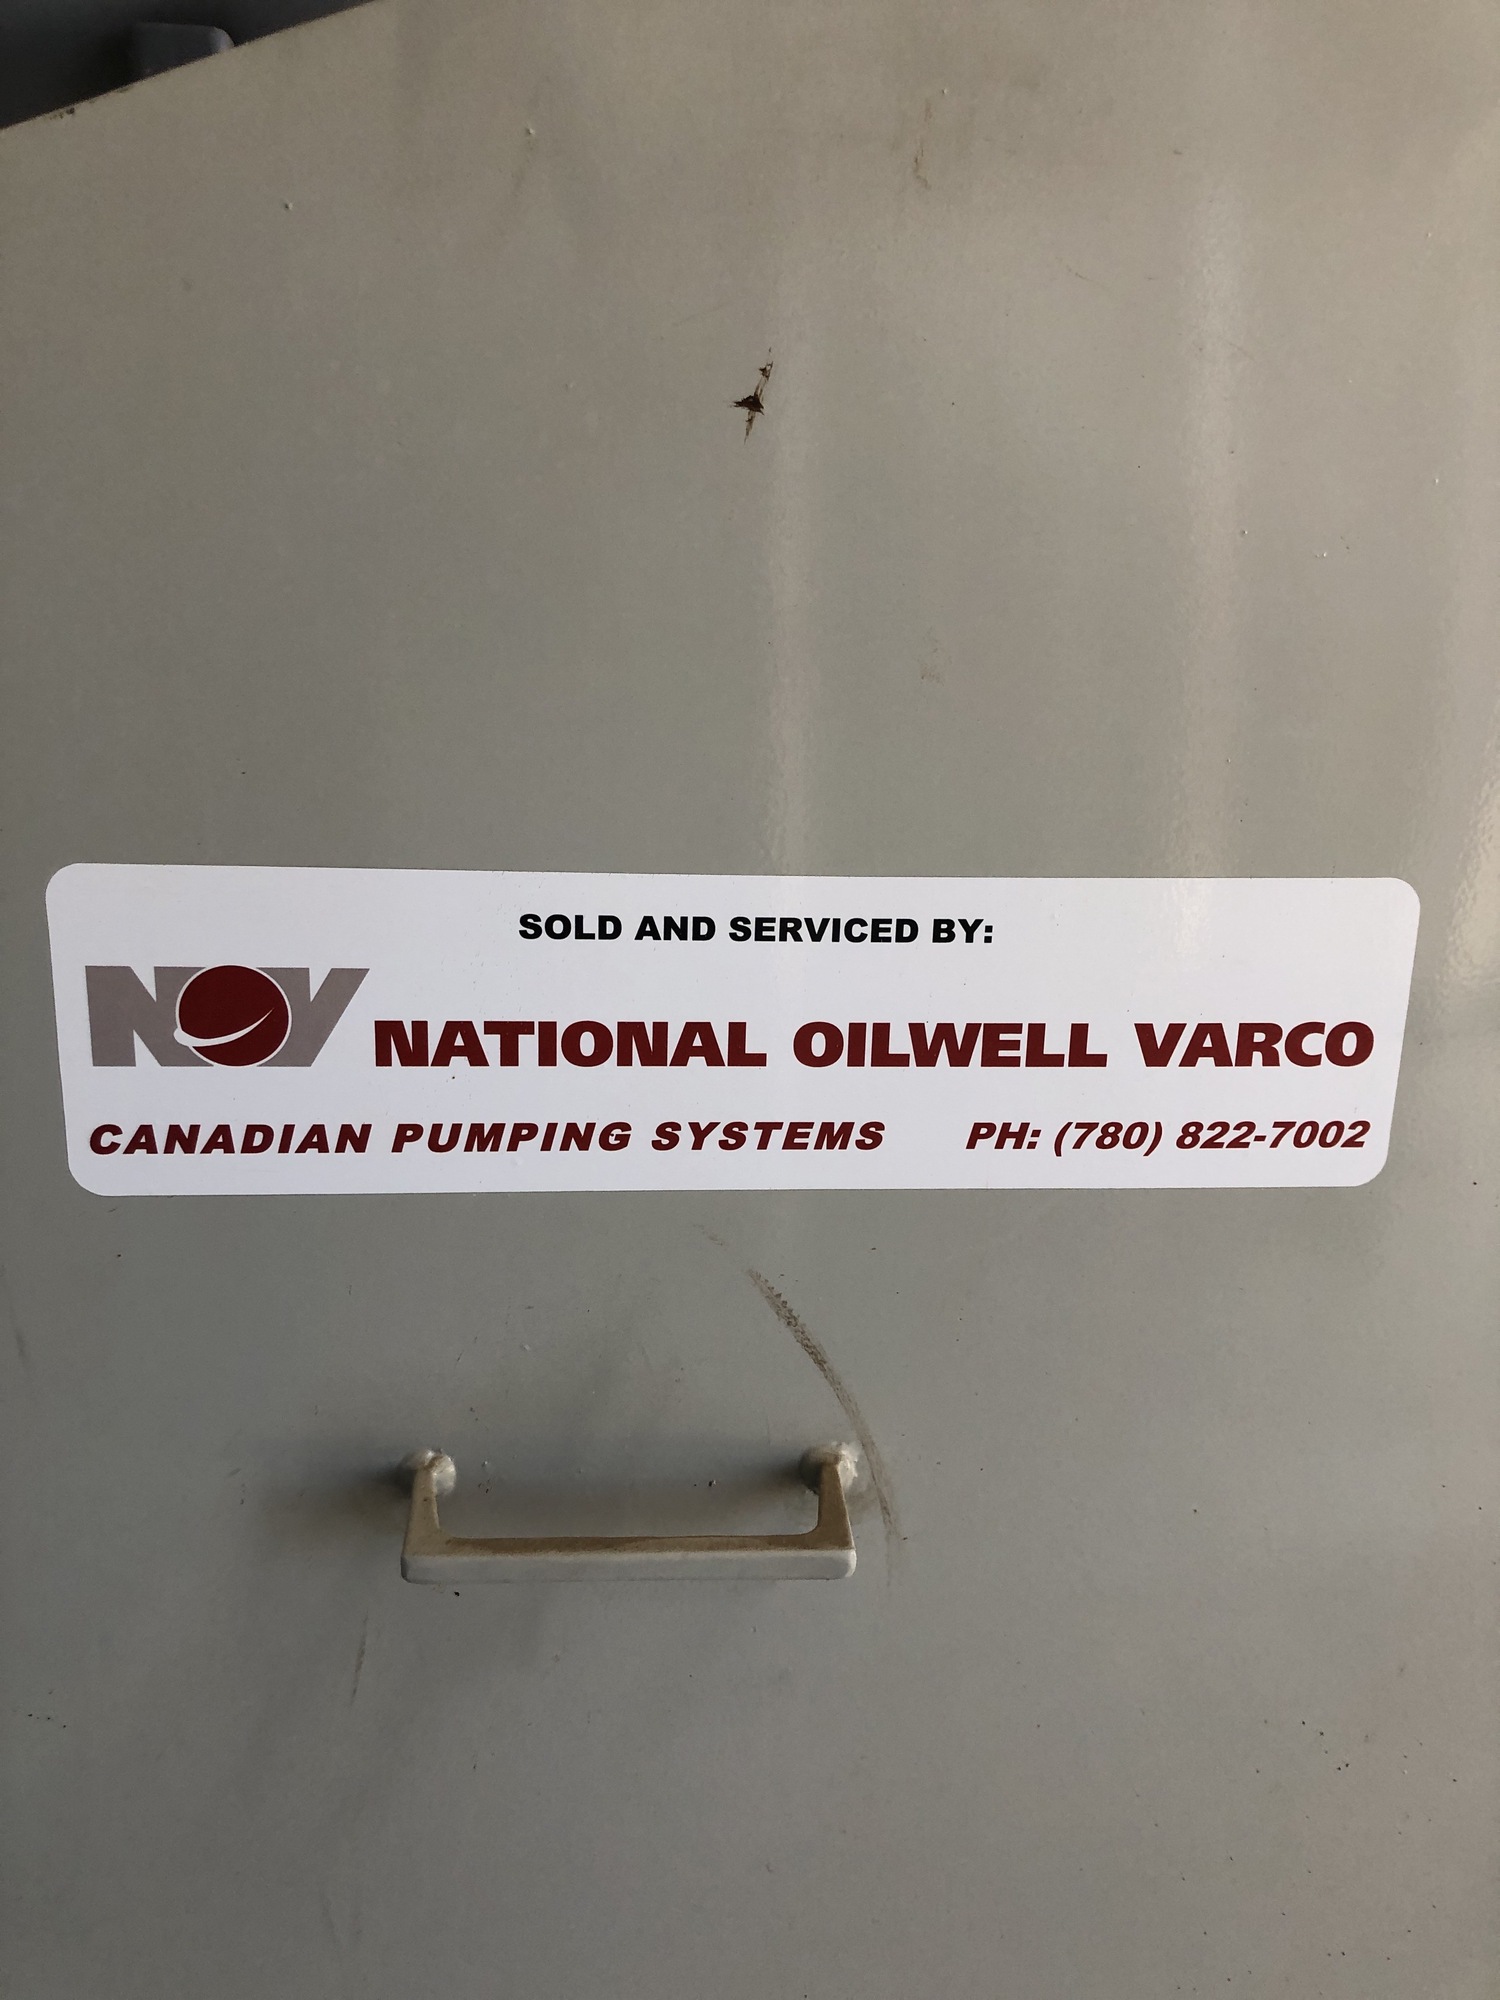 SOLD AND SERVICED BY:
NOV NATIONAL OILWELL VARCO
CANADIAN PUMPING SYSTEMS PH: (780) 822-7002